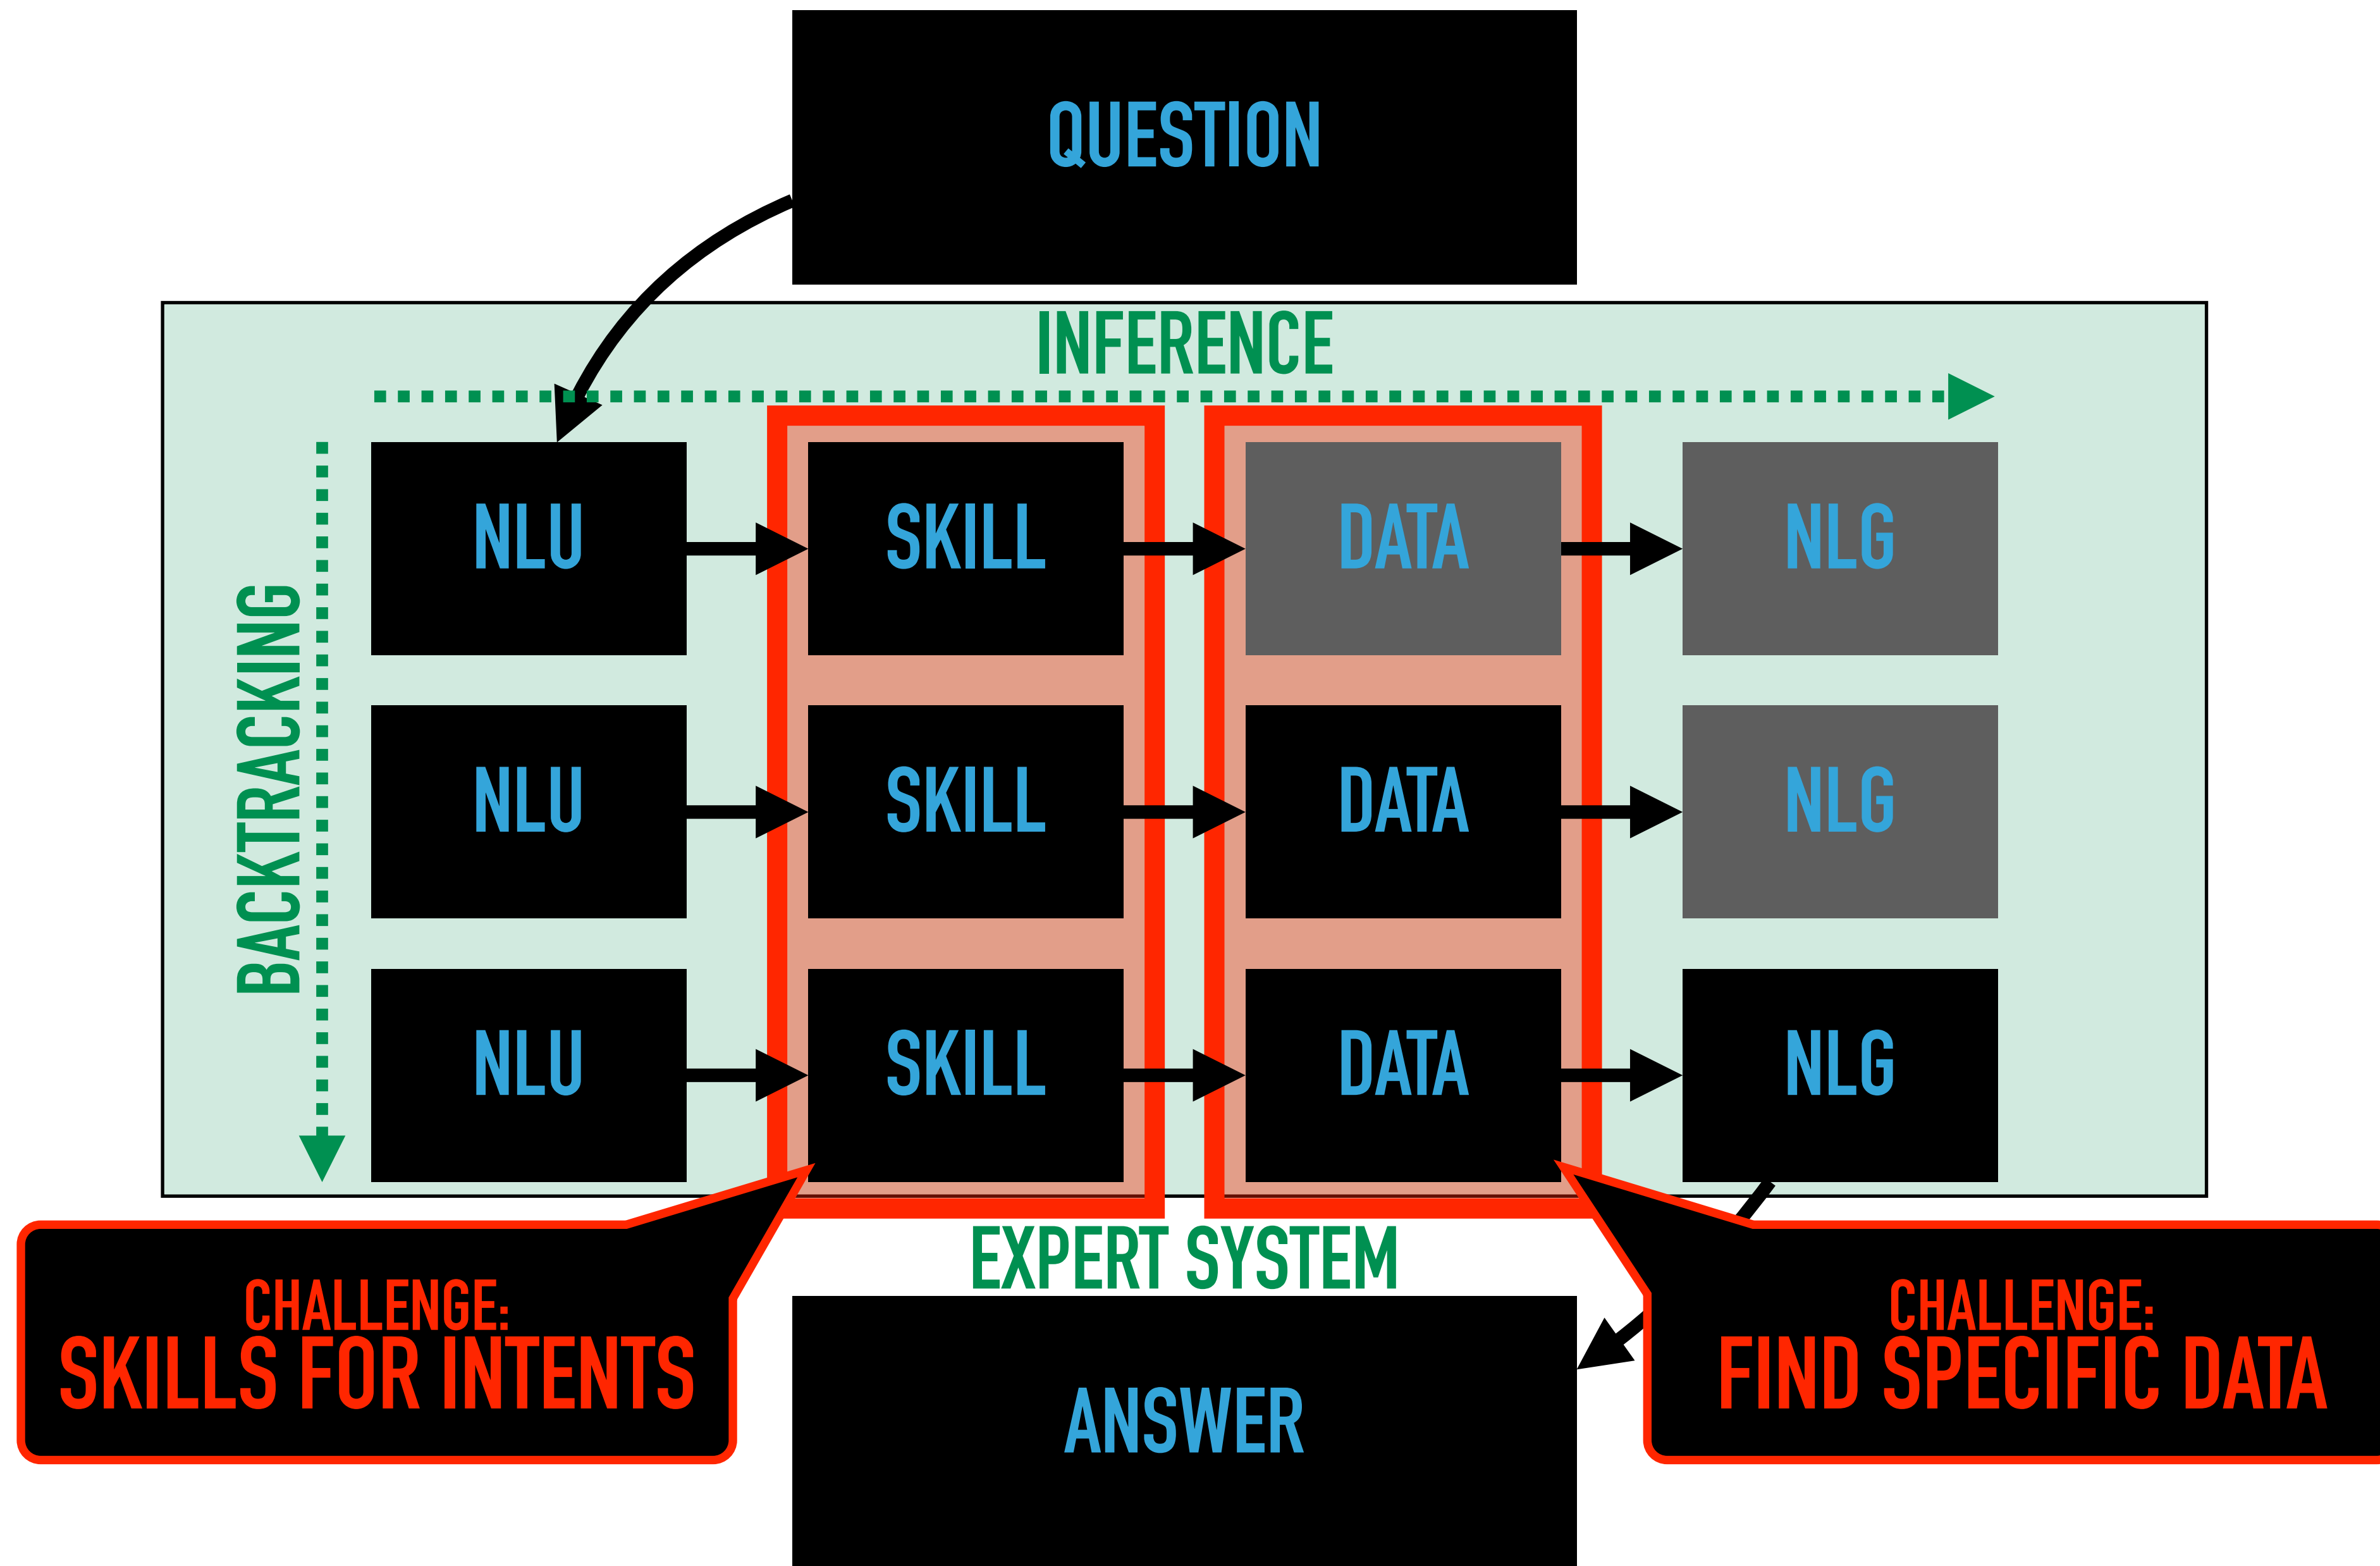 QUESTION
INFERENCE
BACKTRACKING
NLU
SKILL
DATA
NLG
NLU
SKILL
DATA
NLG
NLU
SKILL
DATA
NLG
EXPERT SYSTEM
CHALLENGE:
SKILLS FOR INTENTS
CHALLENGE:
FIND SPECIFIC DATA
ANSWER